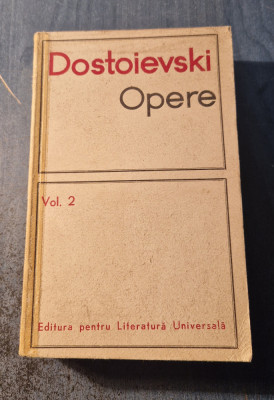 Dostoievski
Opere
Vol. 2
Editura pentru Literatură Universală